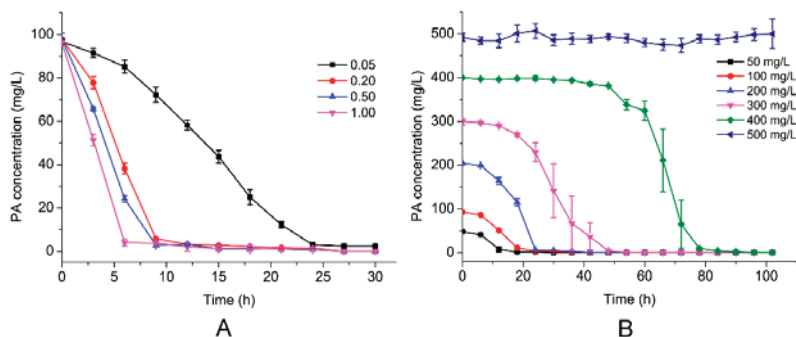 PA concentration (mg/L)
100
80
60
40
20
0
0.05
0.20
0.50
1.00
0 5 10 15 20 25 30
Time (h)
A
PA concentration (mg/L)
500
400
300
200
100
0
50 mg/L
100 mg/L
200 mg/L
300 mg/L
400 mg/L
500 mg/L
0 20 40 60 80 100
Time (h)
B